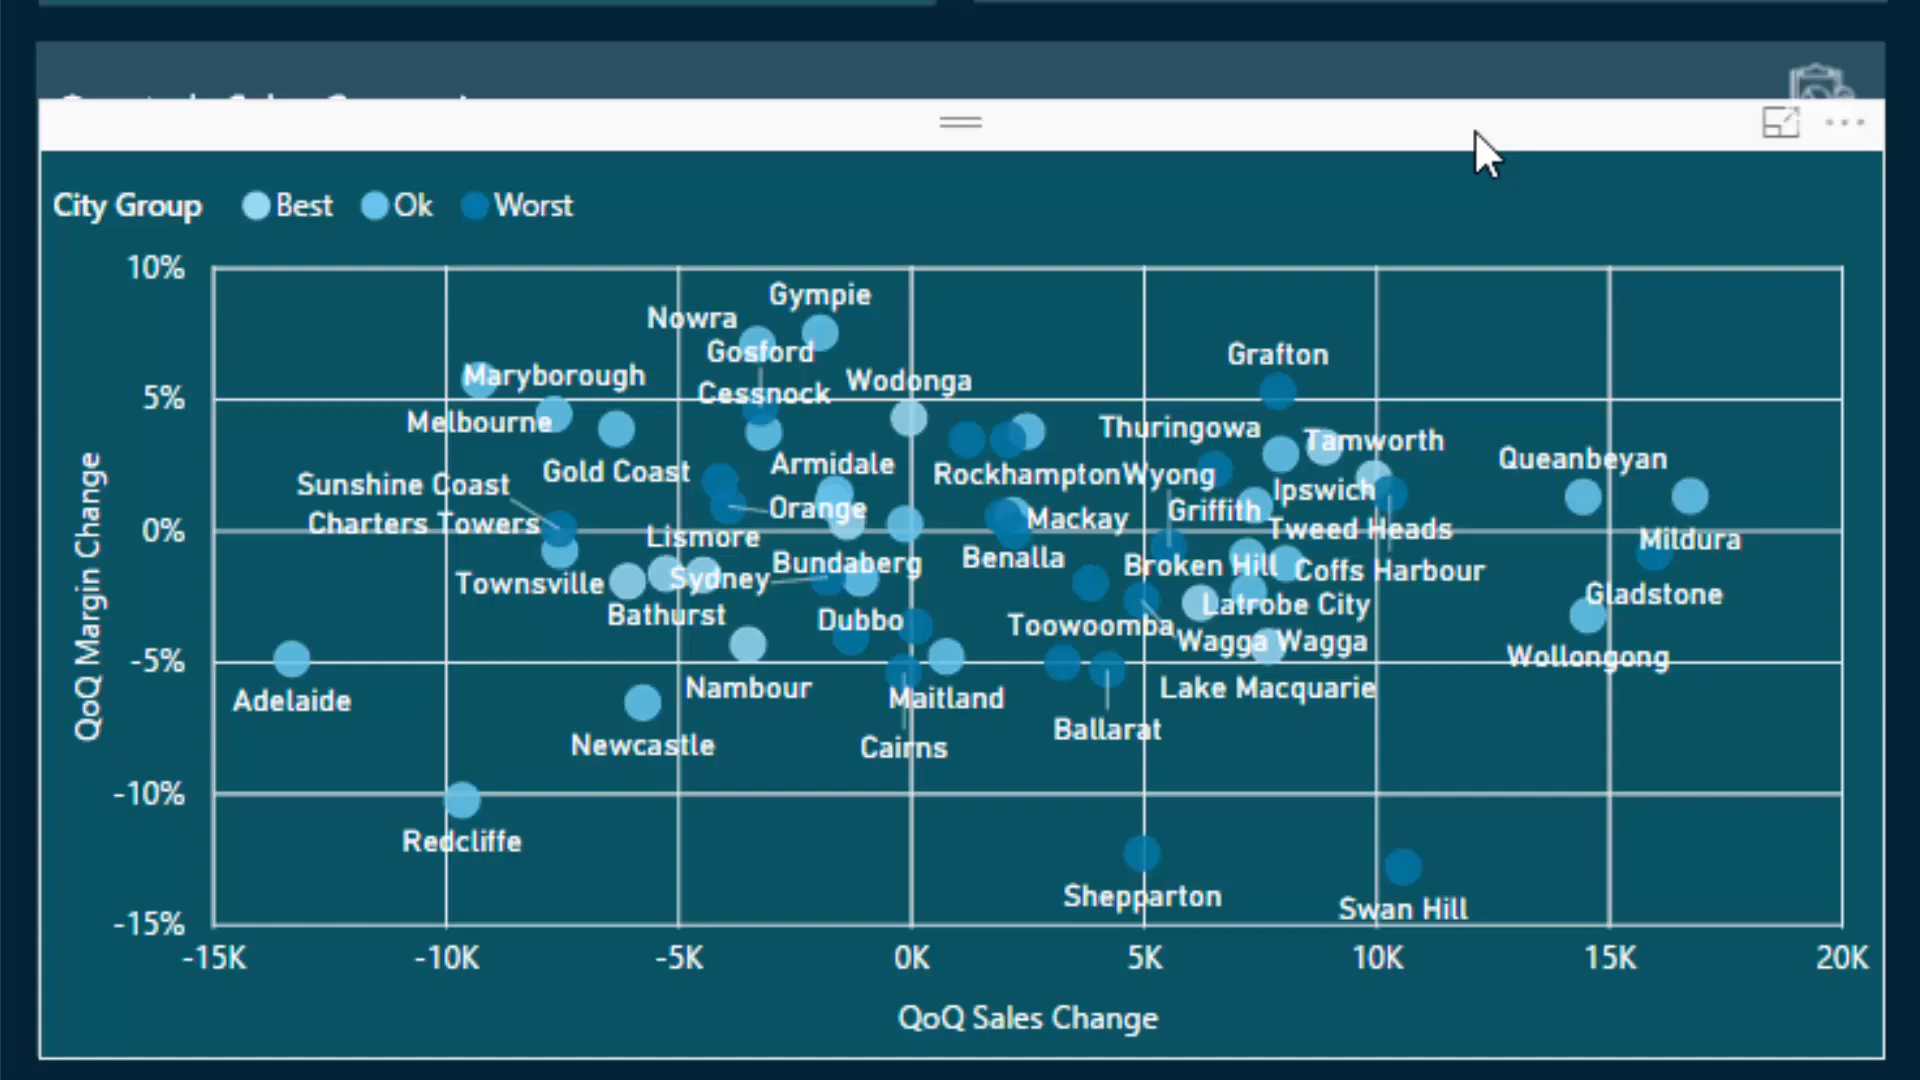 City Group Best Ok Worst
10%
5%
0%
-5%
-10%
-15%
QoQ Margin Change
Gympie
Nowra
Gosford
Grafton
Maryborough
Wodonga
Cessnock
Melbourne
Thuringowa
Tamworth
Queanbeyan
Armidale
Gold Coast
Rockhampton
Wyong
Sunshine Coast
Ipswich
Orange
Griffith
Mackay
Charters Towers
Tweed Heads
Lismore
Mildura
Benalla
Bundaberg
Broken Hill
Coffs Harbour
Sydney
Townsville
Gladstone
Latrobe City
Bathurst
Dubbo
Toowoomba
Wagga Wagga
Wollongong
Nambour
Lake Macquarie
Maitland
Adelaide
Ballarat
Newcastle
Cairns
Redcliffe
Shepparton
Swan Hill
-15K -10K -5K 0K 5K 10K 15K 20K
QoQ Sales Change